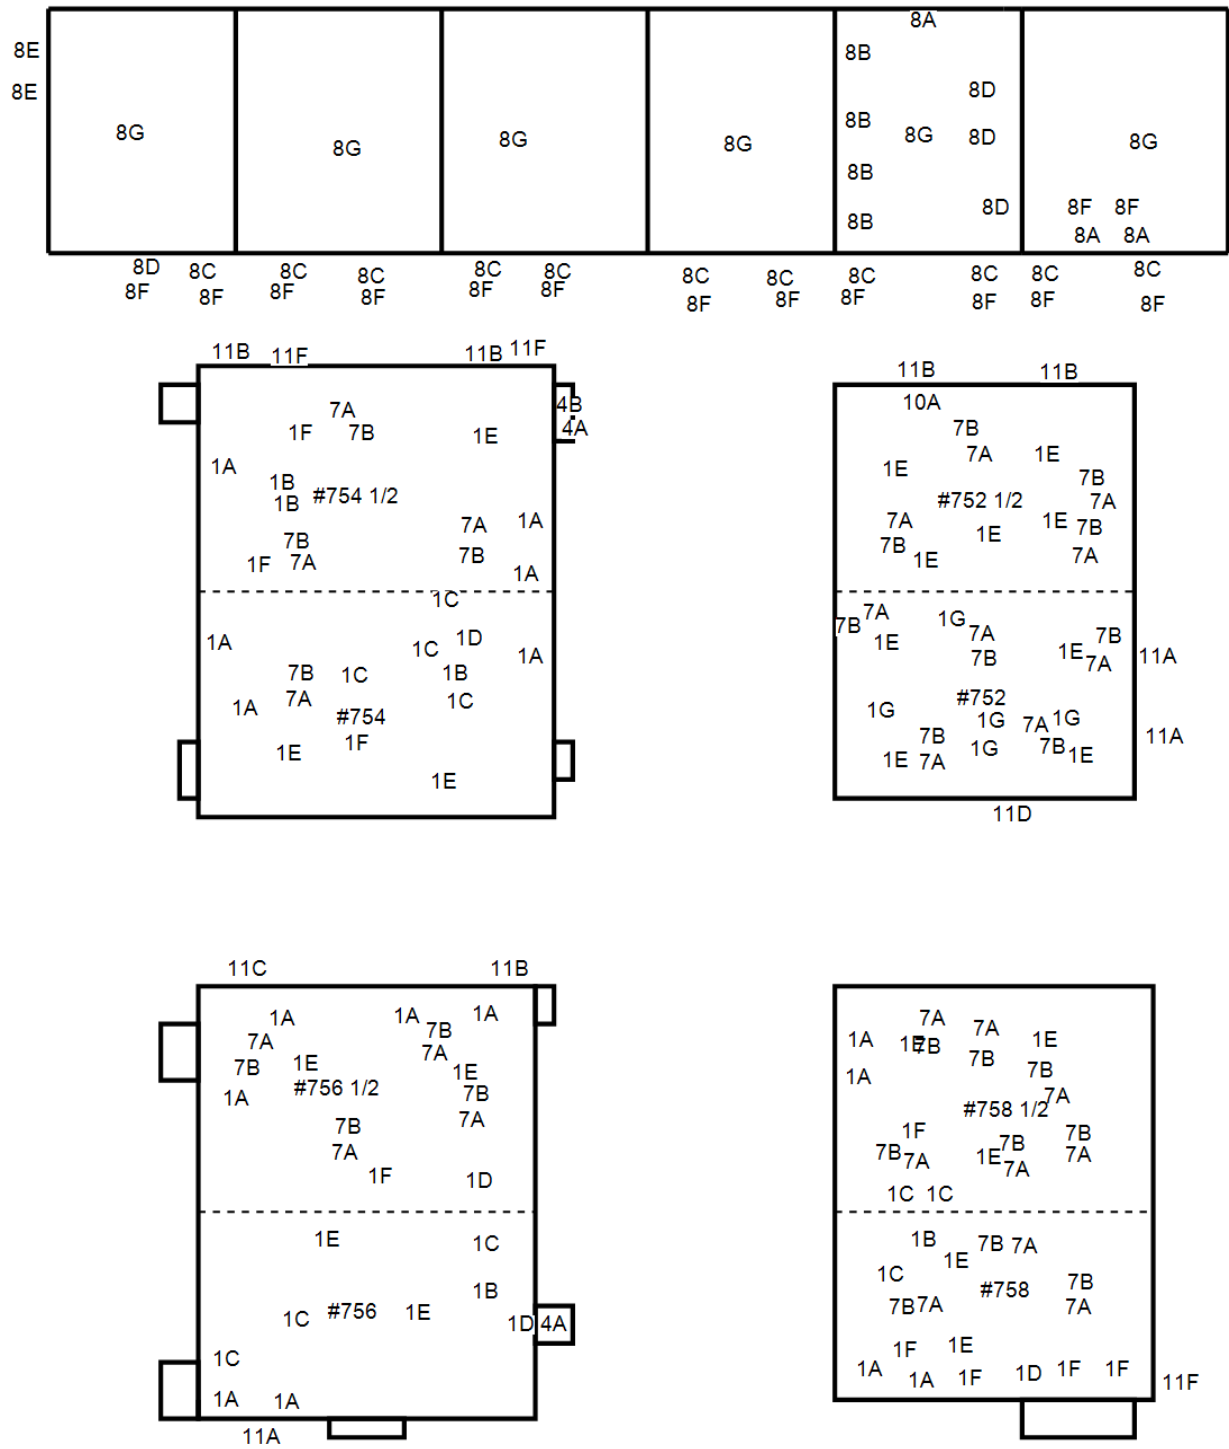 8A
8E 8B
8E 8D
8B
8G 8G 8G 8G 8G 8D 8G
8B
8D 8F 8F
8B 8A 8A
8D 8C 8C 8C 8C 8C 8C 8C 8C 8C 8C 8C
8F 8F 8F 8F 8F 8F 8F 8F 8F 8F 8F 8F
11B 11F 11B 11F
7A 4B
1F 7B 1E 4A
1A
1B
1B #754 1/2
7A 1A
7B 7B
1F 7A 1A
1C
1A 1C 1D 1A
7B 1C 1B
1A 7A 1C
#754
1E 1F
1E
11B 11B
10A
7B
1E 7A 1E
7B
#752 1/2 7A
7A 1E 1E 7B
7B 1E 7A
7B 7A 1G
1E 7A 7B
7B 1E 7A 11A
#752
1G 1G 7A 1G
7B 1G 7B 11A
1E 7A 1E
11D
11C 11B
1A 1A 1A
7A 7B
7B 1E 7A 1E
#756 1/2 7B
1A 7A
7B
7A
1F 1D
1E 1C
1B
1C #756 1E 1D 4A
1C
1A 1A
11A
7A 7A
1A 1E 7B 7B 1E
1A 7B
#758 1/2 7A
1F 7B 7B
7B 7A 1E 7A 7A
1C 1C
1B 7B 7A
1C 1E
#758 7B
7B 7A 7A
1F 1E
1A 1A 1F 1D 1F 1F 11F